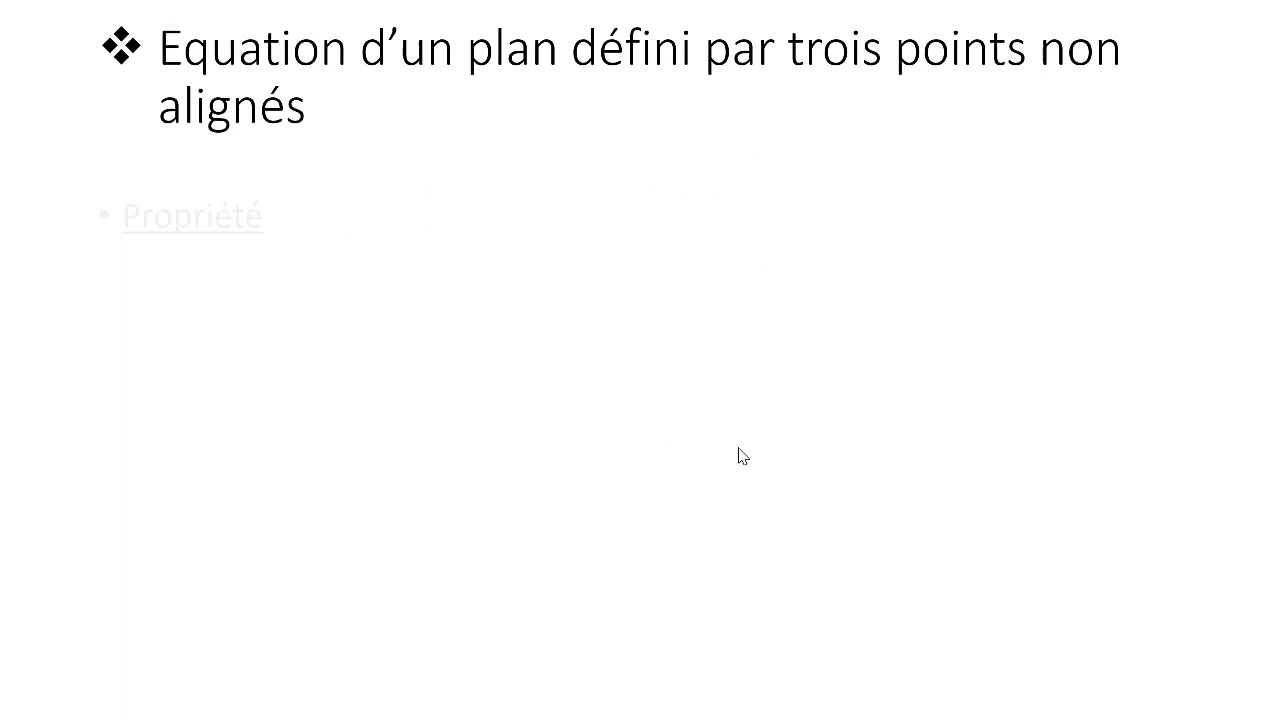 ❖ Equation d’un plan défini par trois points non
alignés
• Propriété